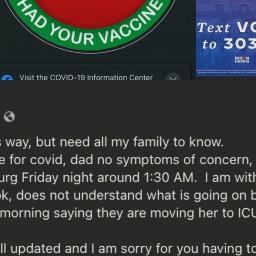 HAD YOUR VACCINE
Text VO
to 303
BIDEN
HARRIS
Visit the COVID-19 Information Center
s way, but need all my family to know.
e for covid, dad no symptoms of concern,
urg Friday night around 1:30 AM. I am with
ok, does not understand what is going on b
morning saying they are moving her to ICU
ll updated and I am sorry for you having to